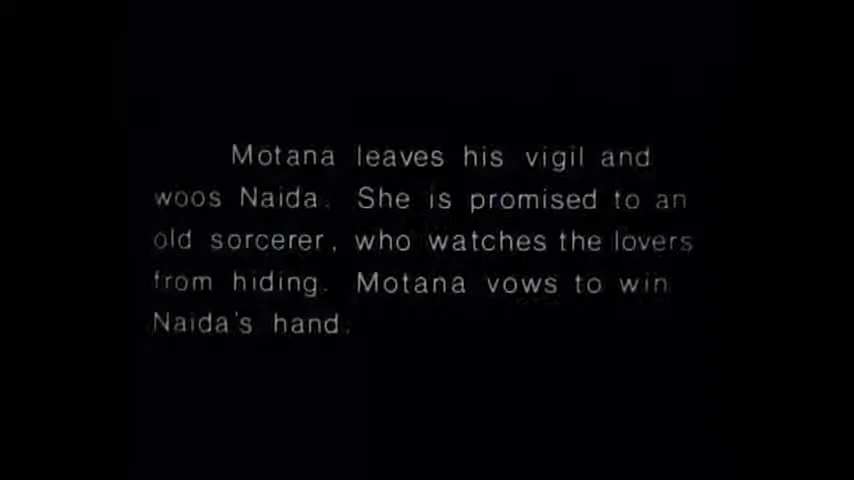 Motana leaves his vigil and
woos Naida. She is promised to an
old sorcerer, who watches the lovers
from hiding. Motana vows to win
Naida's hand.